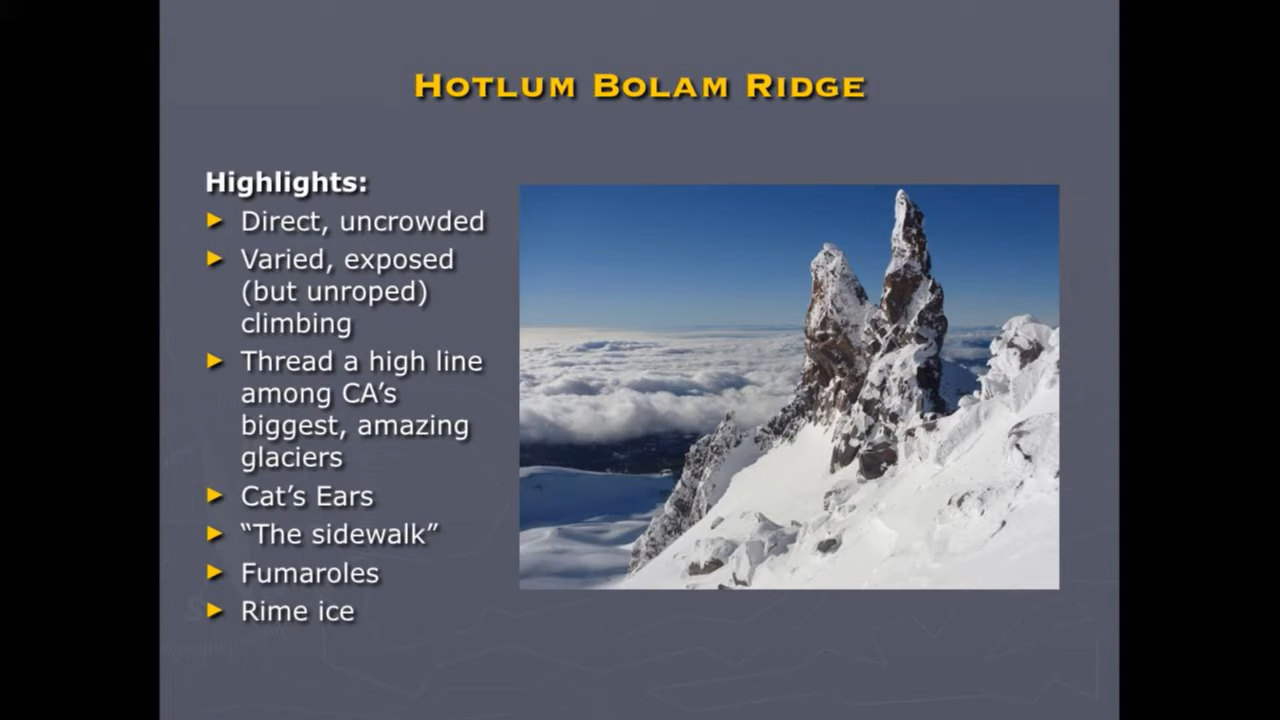 HOTLUM BOLAM RIDGE
Highlights:
► Direct, uncrowded
► Varied, exposed
(but unroped)
climbing
► Thread a high line
among CA’s
biggest, amazing
glaciers
► Cat’s Ears
► “The sidewalk”
► Fumaroles
► Rime ice